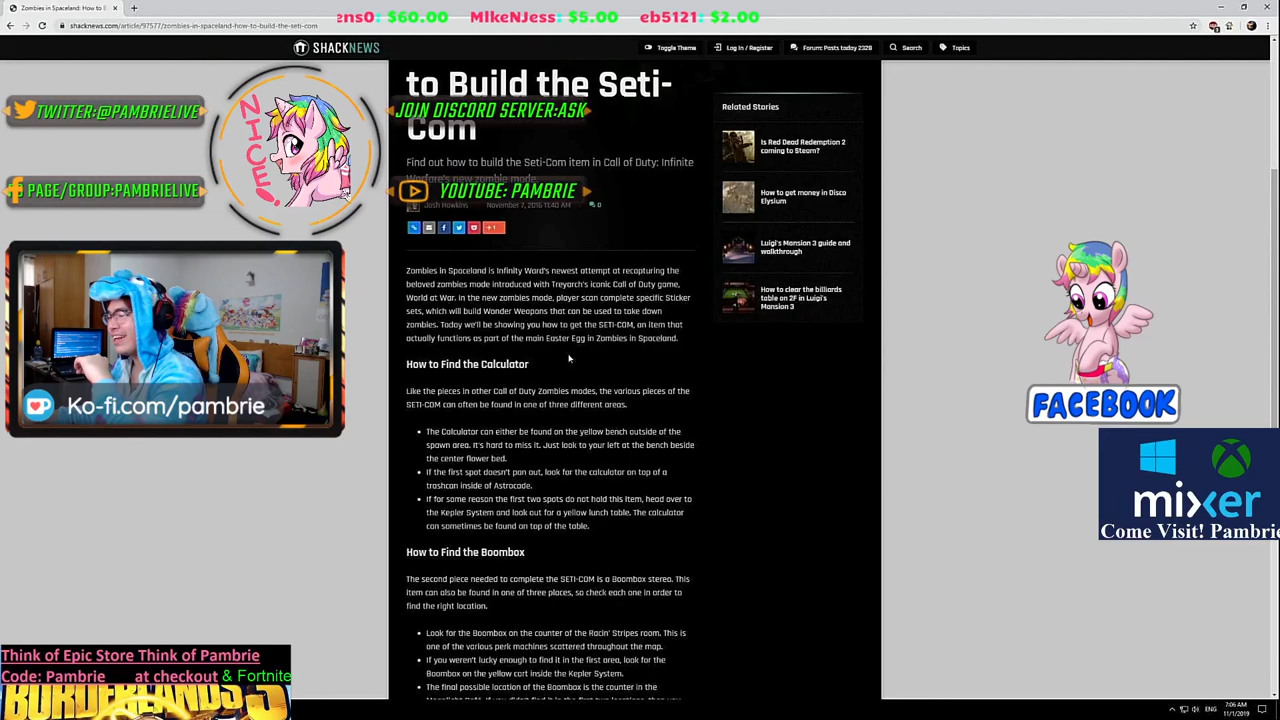 Zombies in Spaceland: How to Bu
ens0: $60.00 MIkeNJess: $5.00 eb5121: $2.00
shacknews.com/article/97577/zombies-in-spaceland-how-to-build-the-seti-com
SHACKNEWS
Toggle Theme
Log In / Register
Forum: Posts today 2328
Search
Topics
to Build the Seti-
Com
TWITTER:@PAMBRIELIVE
JOIN DISCORD SERVER:ASK
NICE!
PAGE/GROUP:PAMBRIELIVE
YOUTUBE: PAMBRIE
Find out how to build the Seti-Com item in Call of Duty: Infinite
Warfare's new zombie mode.
Josh Hawkins November 7, 2016 11:40 AM 0
+1
Zombies in Spaceland is Infinity Ward's newest attempt at recapturing the
beloved zombies mode introduced with Treyarch's iconic Call of Duty game,
World at War. In the new zombies mode, player scan complete specific Sticker
sets, which will build Wonder Weapons that can be used to take down
zombies. Today we'll be showing you how to get the SETI-COM, an item that
actually functions as part of the main Easter Egg in Zombies in Spaceland.
How to Find the Calculator
Like the pieces in other Call of Duty Zombies modes, the various pieces of the
SETI-COM can often be found in one of three different areas.
The Calculator can either be found on the yellow bench outside of the
spawn area. It's hard to miss it. Just look to your left at the bench beside
the center flower bed.
If the first spot doesn't pan out, look for the calculator on top of a
trashcan inside of Astrocade.
If for some reason the first two spots do not hold this item, head over to
the Kepler System and look out for a yellow lunch table. The calculator
can sometimes be found on top of the table.
How to Find the Boombox
The second piece needed to complete the SETI-COM is a Boombox stereo. This
item can also be found in one of three places, so check each one in order to
find the right location.
Look for the Boombox on the counter of the Racin' Stripes room. This is
one of the various perk machines scattered throughout the map.
If you weren't lucky enough to find it in the first area, look for the
Boombox on the yellow cart inside the Kepler System.
The final possible location of the Boombox is the counter in the
Related Stories
Is Red Dead Redemption 2
coming to Steam?
How to get money in Disco
Elysium
Luigi's Mansion 3 guide and
walkthrough
How to clear the billiards
table on 2F in Luigi's
Mansion 3
Ko-fi.com/pambrie
FACEBOOK
mixer
Come Visit! Pambrie
Think of Epic Store Think of Pambrie
Code: Pambrie at checkout & Fortnite
BORDERLANDS 3
ENG
7:06 AM
11/1/2019